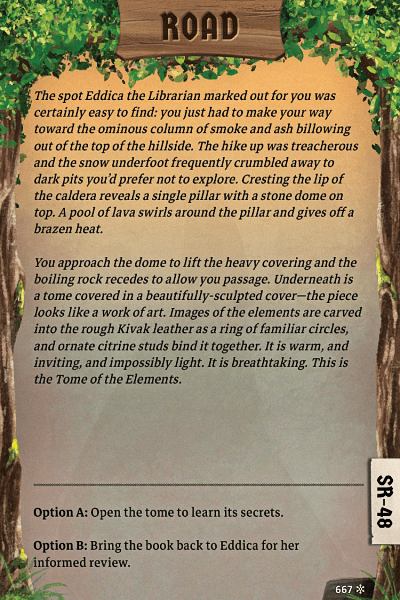 ROAD
The spot Eddica the Librarian marked out for you was
certainly easy to find: you just had to make your way
toward the ominous column of smoke and ash billowing
out of the top of the hillside. The hike up was treacherous
and the snow underfoot frequently crumbled away to
dark pits you'd prefer not to explore. Cresting the lip of
the caldera reveals a single pillar with a stone dome on
top. A pool of lava swirls around the pillar and gives off a
brazen heat.
You approach the dome to lift the heavy covering and the
boiling rock recedes to allow you passage. Underneath is
a tome covered in a beautifully-sculpted cover—the piece
looks like a work of art. Images of the elements are carved
into the rough Kivak leather as a ring of familiar circles,
and ornate citrine studs bind it together. It is warm, and
inviting, and impossibly light. It is breathtaking. This is
the Tome of the Elements.
Option A: Open the tome to learn its secrets.
Option B: Bring the book back to Eddica for her
informed review.
SR-48
667